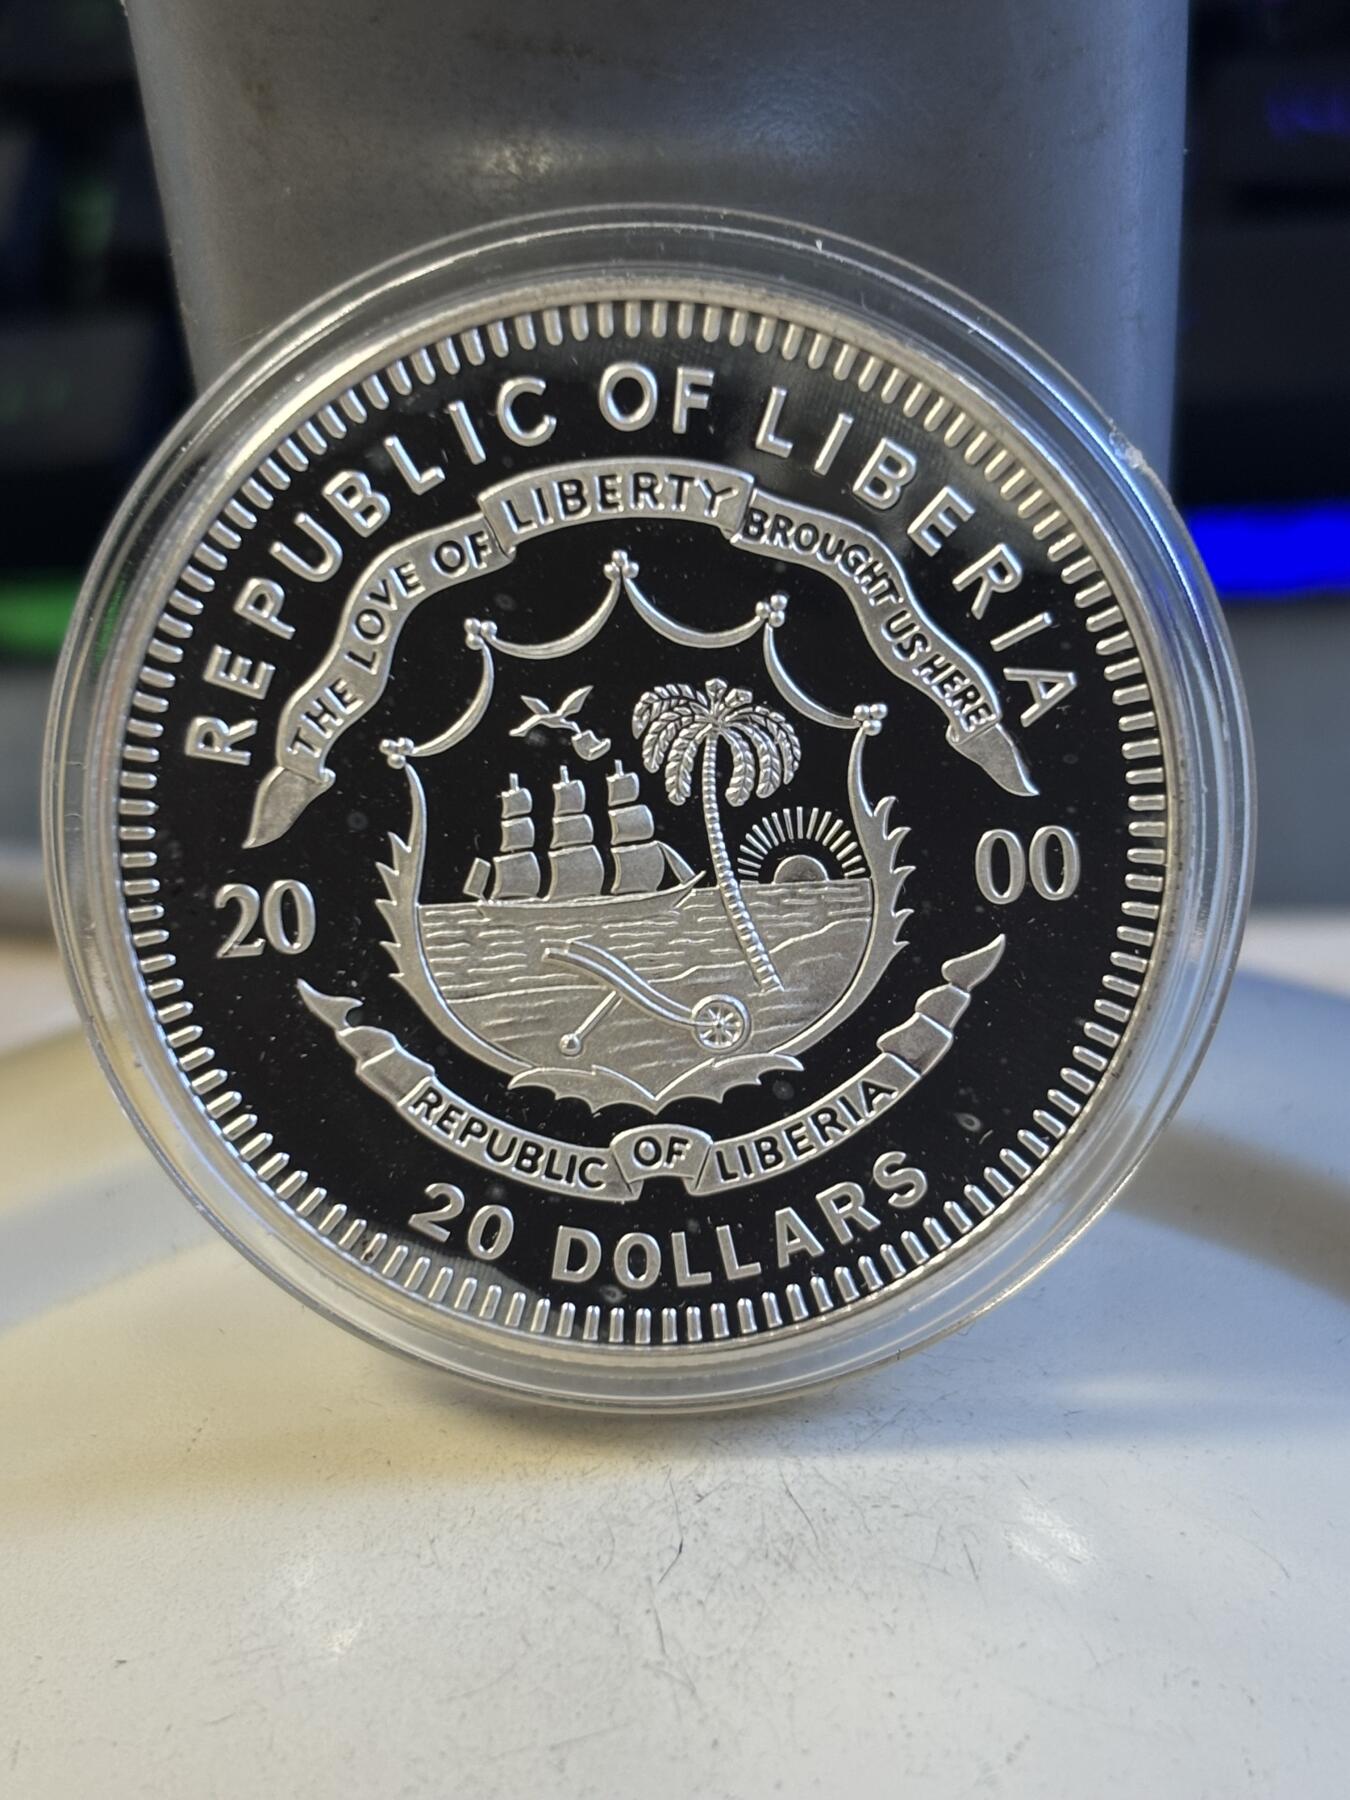 REPUBLIC OF LIBERIA
THE LOVE OF LIBERTY BROUGHT US HERE
20 00
REPUBLIC OF LIBERIA
20 DOLLARS